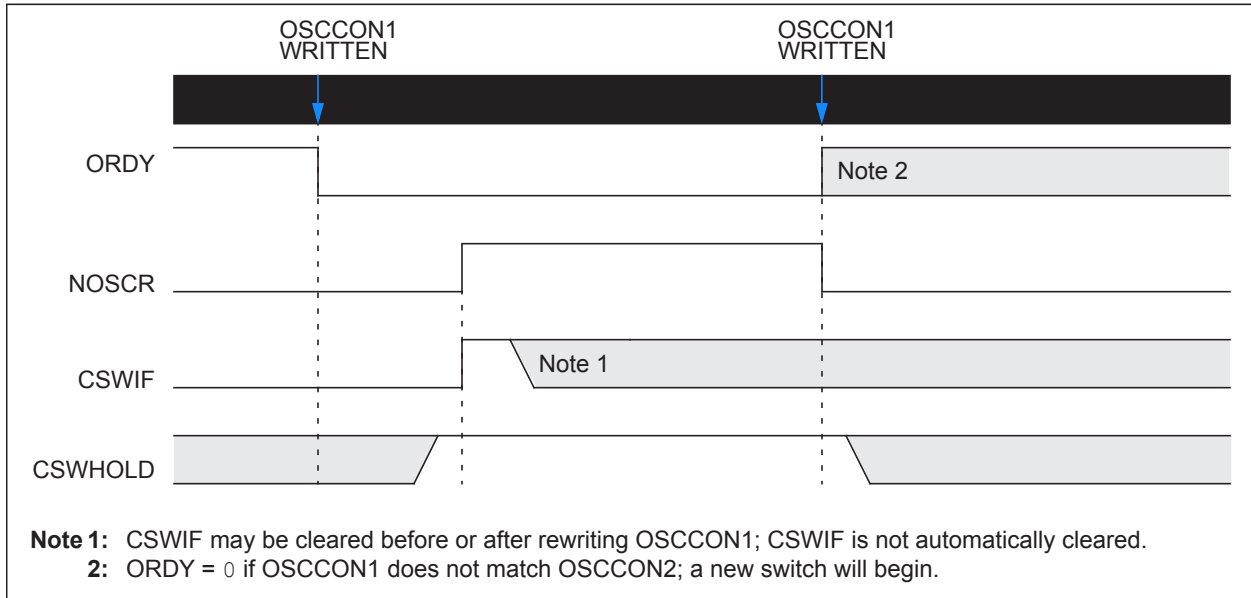 OSCCON1
WRITTEN
OSCCON1
WRITTEN
ORDY
Note 2
NOSCR
CSWIF
Note 1
CSWHOLD
Note 1: CSWIF may be cleared before or after rewriting OSCCON1; CSWIF is not automatically cleared.
2: ORDY = 0 if OSCCON1 does not match OSCCON2; a new switch will begin.